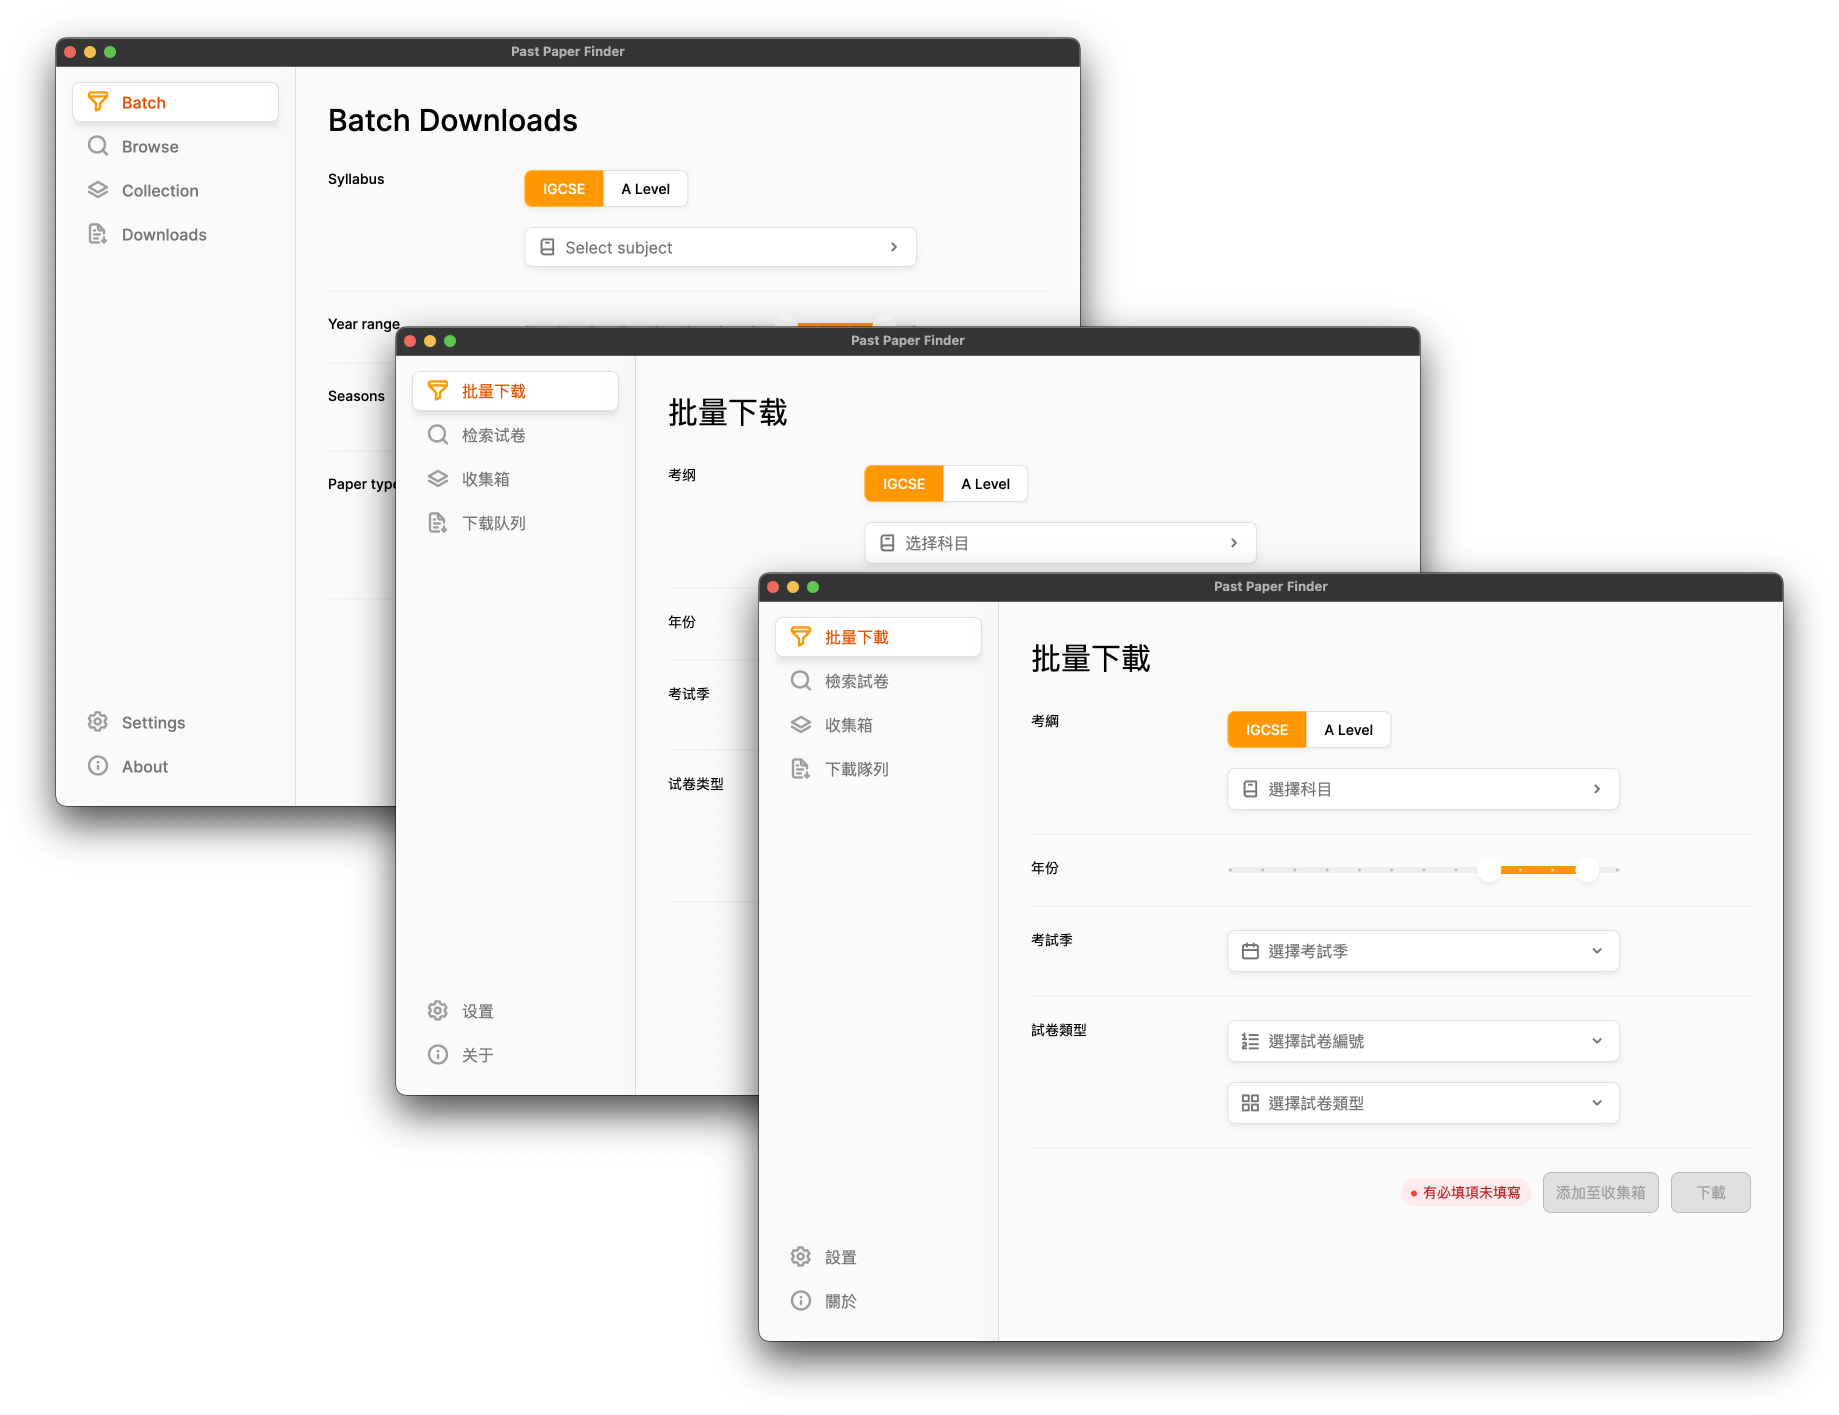 Past Paper Finder
Batch
Browse
Collection
Downloads
Settings
About
Batch Downloads
Syllabus
IGCSE
A Level
Select subject
Year range
Seasons
Paper type
Past Paper Finder
批量下载
检索试卷
收集箱
下载队列
设置
关于
批量下载
考纲
IGCSE
A Level
选择科目
年份
考试季
试卷类型
Past Paper Finder
批量下載
檢索試卷
收集箱
下載隊列
設置
關於
批量下載
考綱
IGCSE
A Level
選擇科目
年份
考試季
選擇考試季
試卷類型
選擇試卷編號
選擇試卷類型
有必填項未填寫
添加至收集箱
下載